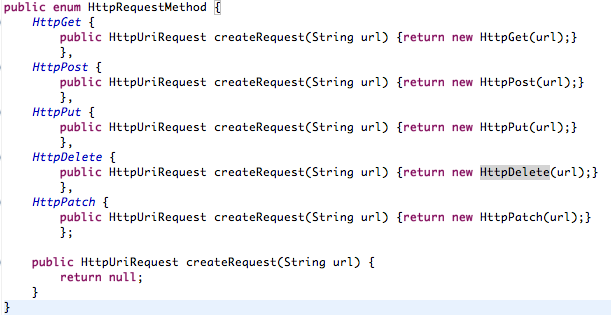 public enum HttpRequestMethod {
    HttpGet {
        public HttpUriRequest createRequest(String url) {return new HttpGet(url);}
        },
    HttpPost {
        public HttpUriRequest createRequest(String url) {return new HttpPost(url);}
        },
    HttpPut {
        public HttpUriRequest createRequest(String url) {return new HttpPut(url);}
        },
    HttpDelete {
        public HttpUriRequest createRequest(String url) {return new HttpDelete(url);}
        },
    HttpPatch {
        public HttpUriRequest createRequest(String url) {return new HttpPatch(url);}
        };

    public HttpUriRequest createRequest(String url) {
        return null;
    }
}